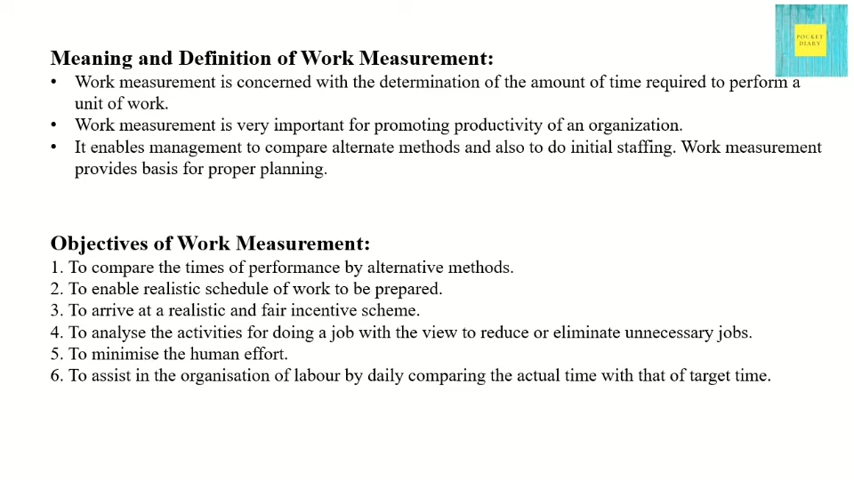 POCKET
DIARY
Meaning and Definition of Work Measurement:
• Work measurement is concerned with the determination of the amount of time required to perform a
unit of work.
• Work measurement is very important for promoting productivity of an organization.
• It enables management to compare alternate methods and also to do initial staffing. Work measurement
provides basis for proper planning.
Objectives of Work Measurement:
1. To compare the times of performance by alternative methods.
2. To enable realistic schedule of work to be prepared.
3. To arrive at a realistic and fair incentive scheme.
4. To analyse the activities for doing a job with the view to reduce or eliminate unnecessary jobs.
5. To minimise the human effort.
6. To assist in the organisation of labour by daily comparing the actual time with that of target time.